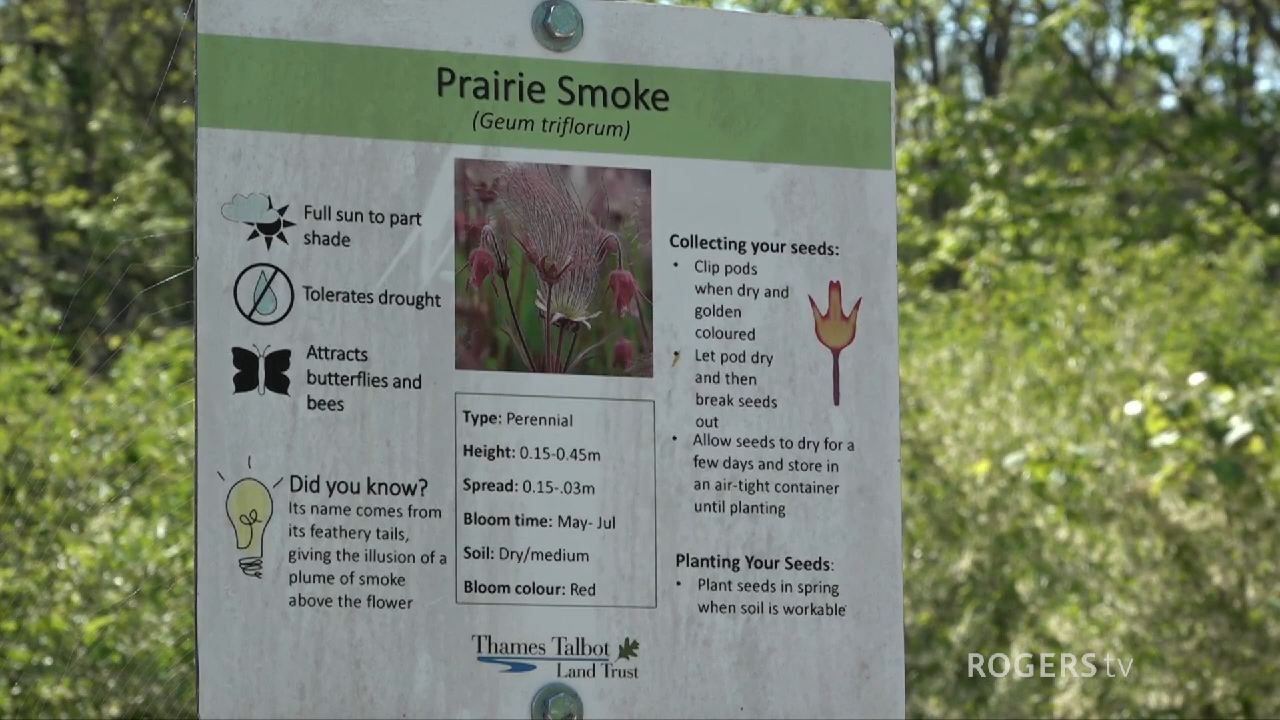 Prairie Smoke
(Geum triflorum)
Full sun to part
shade
Tolerates drought
Attracts
butterflies and
bees
Did you know?
Its name comes from
its feathery tails,
giving the illusion of a
plume of smoke
above the flower
Type: Perennial
Height: 0.15-0.45m
Spread: 0.15-.03m
Bloom time: May- Jul
Soil: Dry/medium
Bloom colour: Red
Thames Talbot
Land Trust
Collecting your seeds:
• Clip pods
when dry and
golden
coloured
• Let pod dry
and then
break seeds
out
• Allow seeds to dry for a
few days and store in
an air-tight container
until planting
Planting Your Seeds:
• Plant seeds in spring
when soil is workable
ROGERS tv